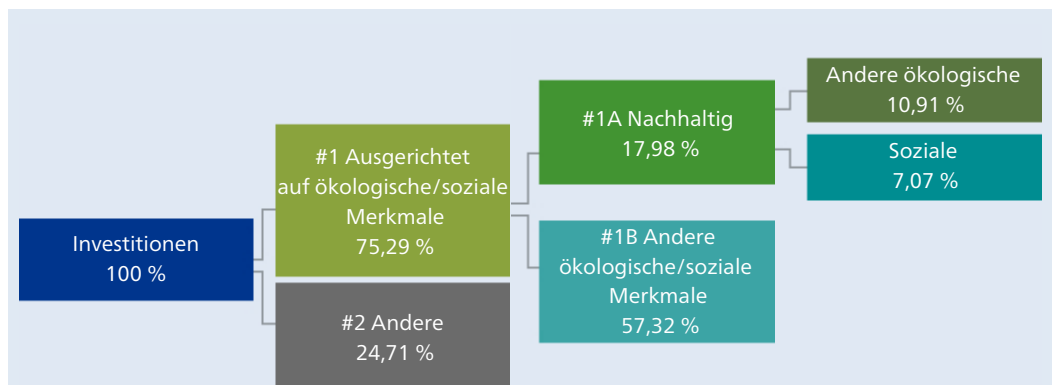 Investitionen
100 %
#1 Ausgerichtet
auf ökologische/soziale
Merkmale
75,29 %
#2 Andere
24,71 %
#1A Nachhaltig
17,98 %
#1B Andere
ökologische/soziale
Merkmale
57,32 %
Andere ökologische
10,91 %
Soziale
7,07 %